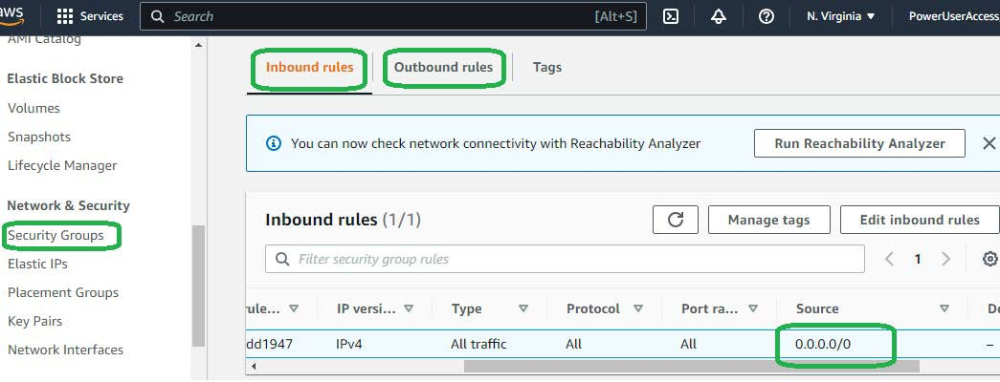 aws Services Search [Alt+S] N. Virginia PowerUserAccess
AMI Catalog
Elastic Block Store
Volumes
Snapshots
Lifecycle Manager
Network & Security
Security Groups
Elastic IPs
Placement Groups
Key Pairs
Network Interfaces
Inbound rules Outbound rules Tags
You can now check network connectivity with Reachability Analyzer Run Reachability Analyzer
Inbound rules (1/1) Manage tags Edit inbound rules
Filter security group rules 1
rule... IP versi... Type Protocol Port ra... Source De
dd1947 IPv4 All traffic All All 0.0.0.0/0 –